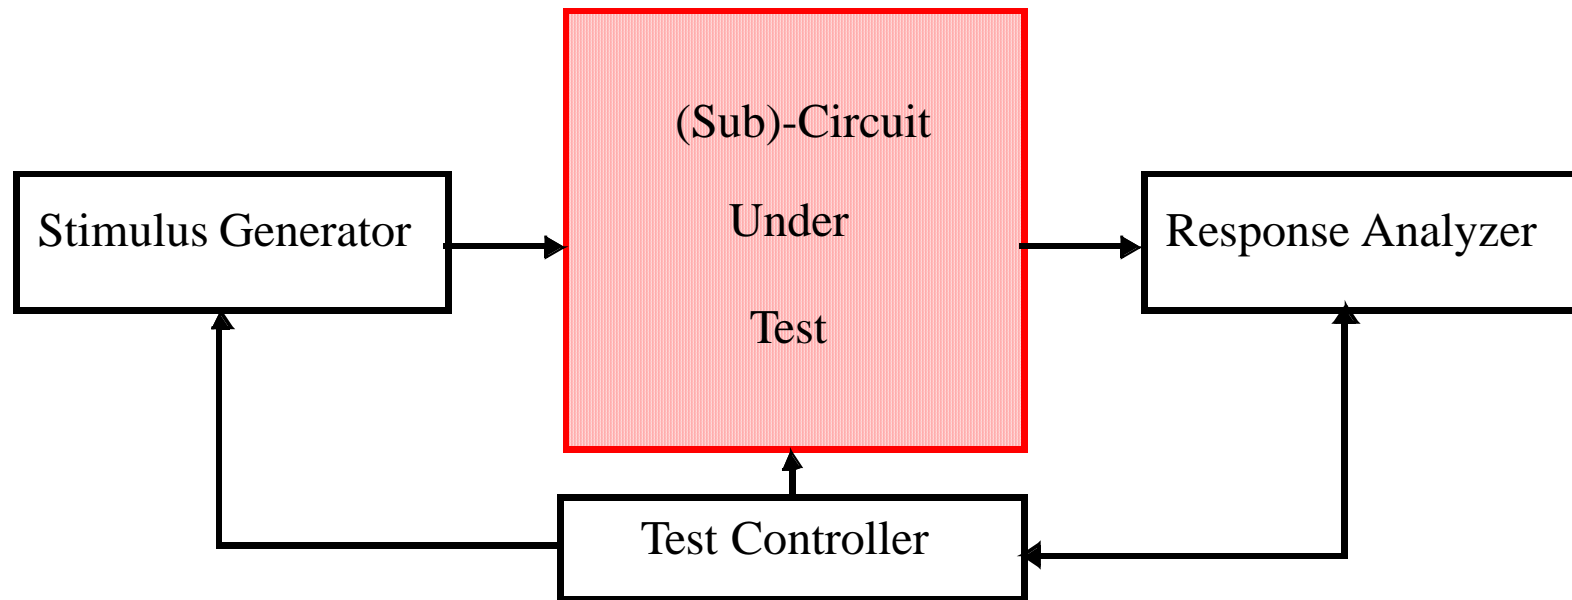 (Sub)-Circuit
Under
Test
Stimulus Generator
Response Analyzer
Test Controller